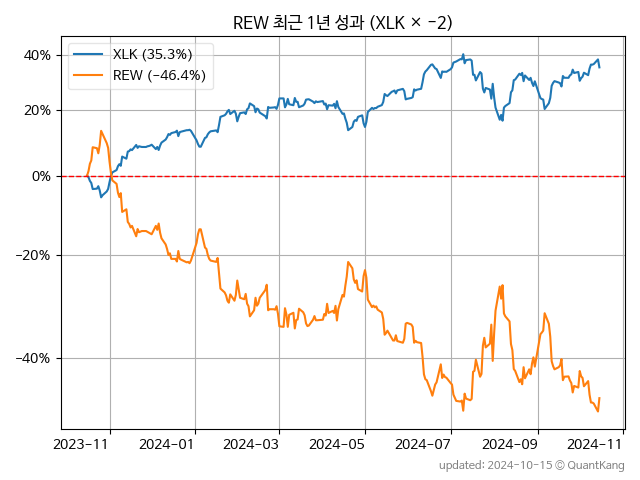 REW 최근 1년 성과 (XLK × −2)
XLK (35.3%)
REW (−46.4%)
40%
20%
0%
−20%
−40%
2023−11 2024−01 2024−03 2024−05 2024−07 2024−09 2024−11
updated: 2024-10-15 © QuantKang